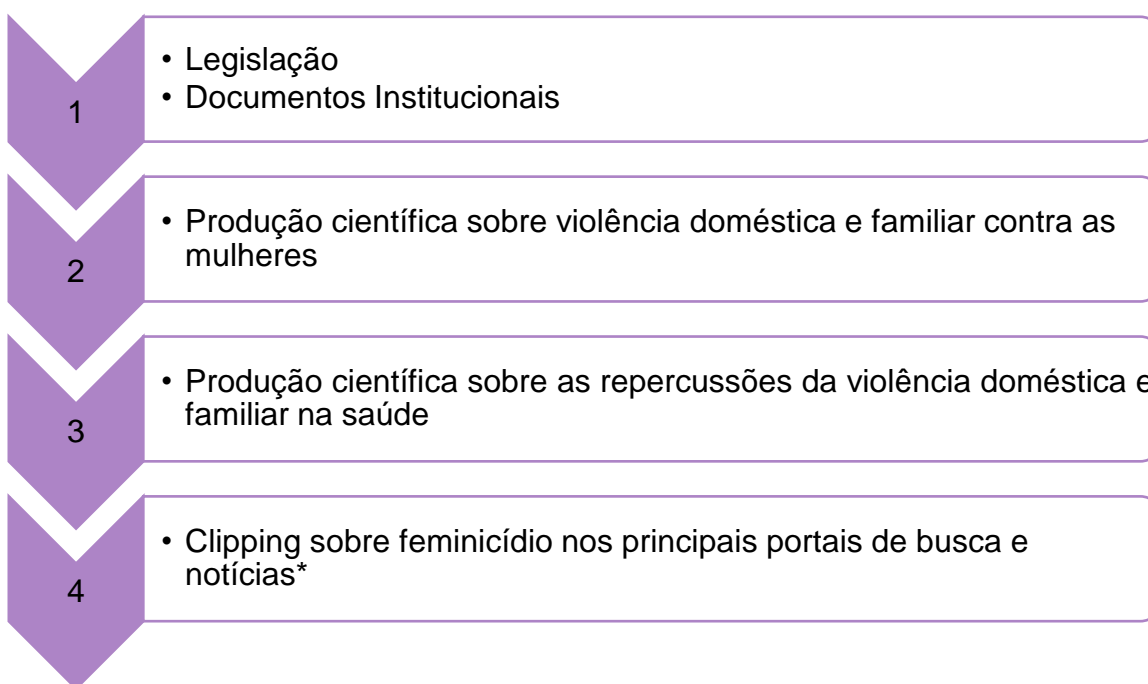 1
• Legislação
• Documentos Institucionais
2
• Produção científica sobre violência doméstica e familiar contra as
mulheres
3
• Produção científica sobre as repercussões da violência doméstica e
familiar na saúde
4
• Clipping sobre feminicídio nos principais portais de busca e
notícias*